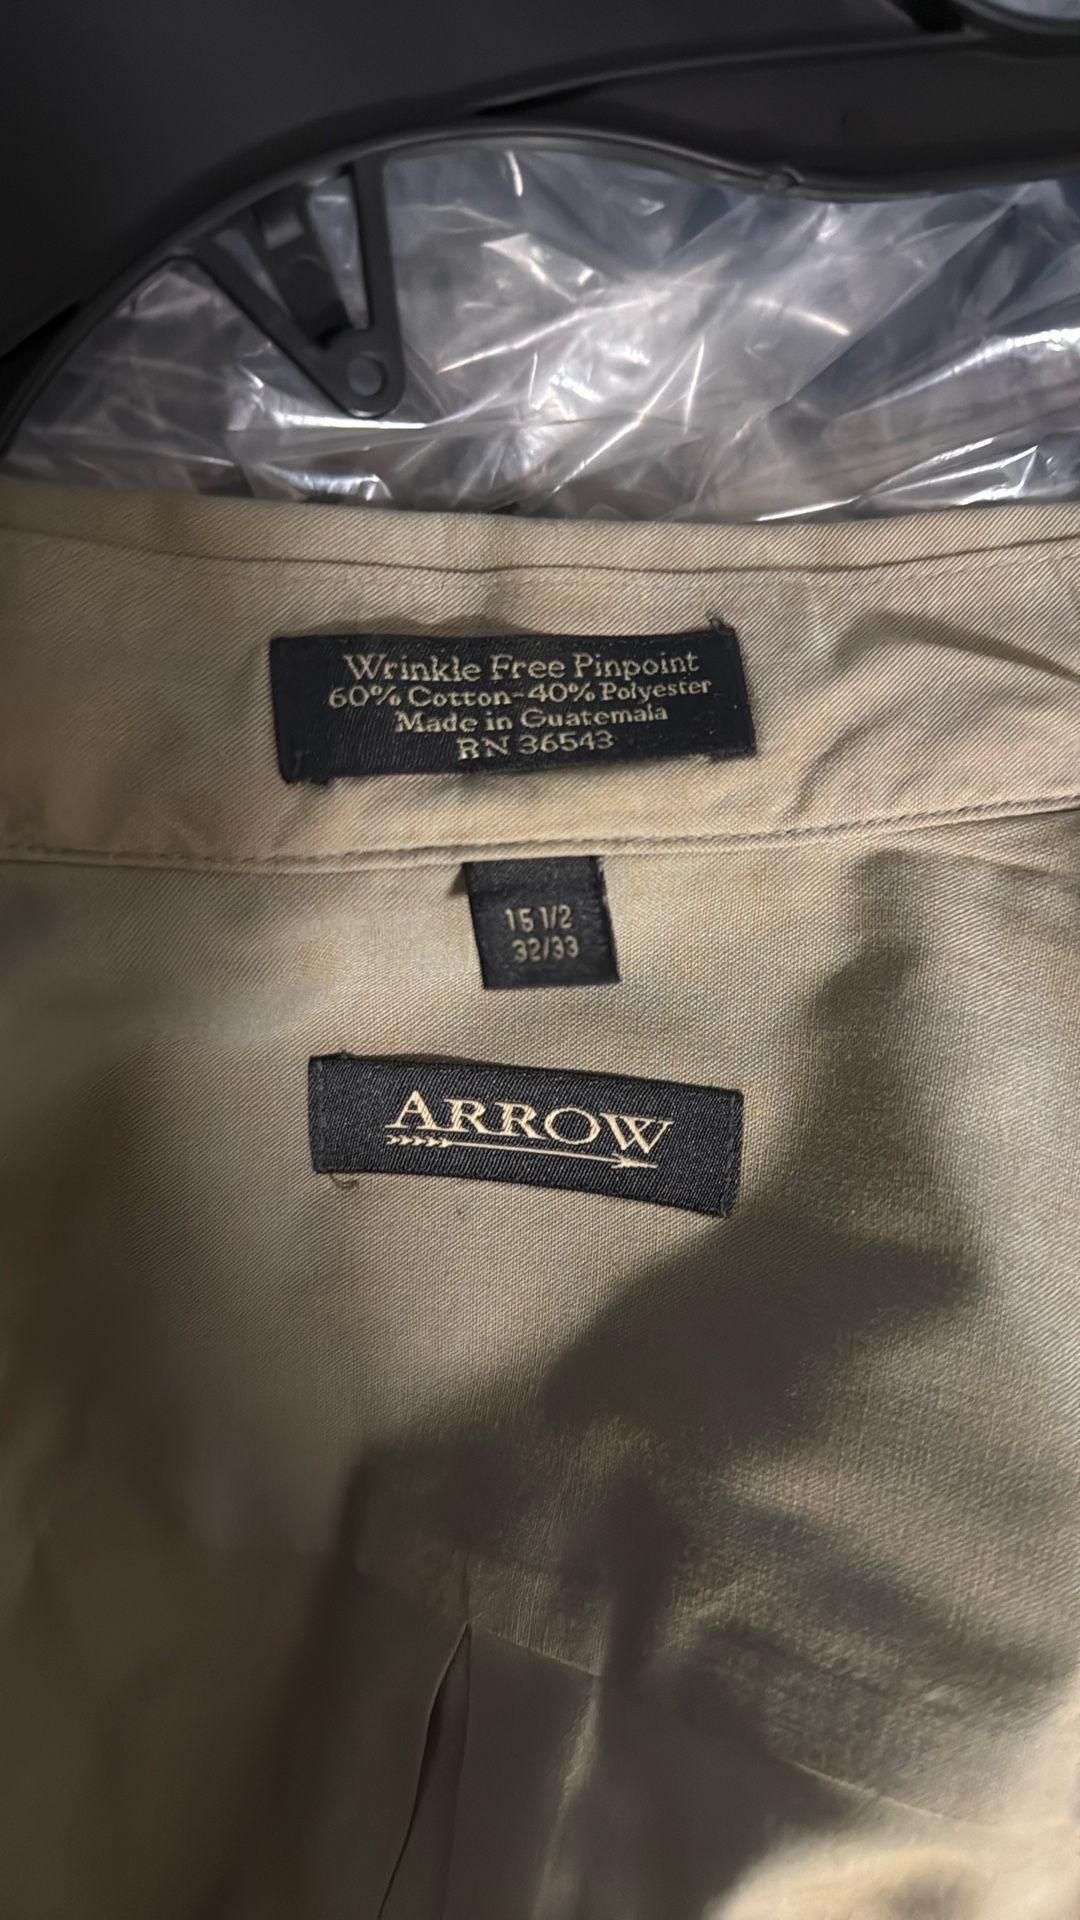 Wrinkle Free Pinpoint
60% Cotton-40% Polyester
Made in Guatemala
RN 36543
15 1/2
32/33
ARROW